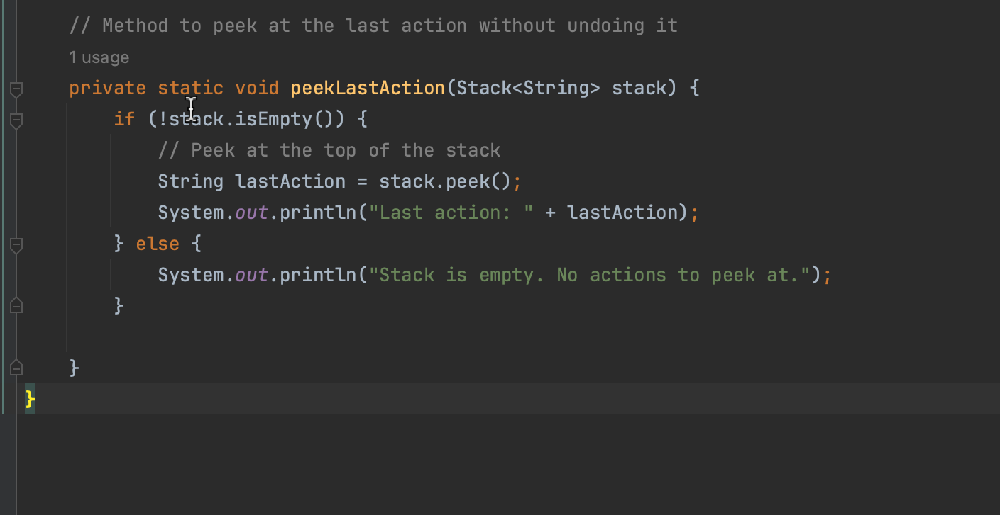 // Method to peek at the last action without undoing it
1 usage
private static void peekLastAction(Stack<String> stack) {
if (!stack.isEmpty()) {
// Peek at the top of the stack
String lastAction = stack.peek();
System.out.println("Last action: " + lastAction);
} else {
System.out.println("Stack is empty. No actions to peek at.");
}
}
}